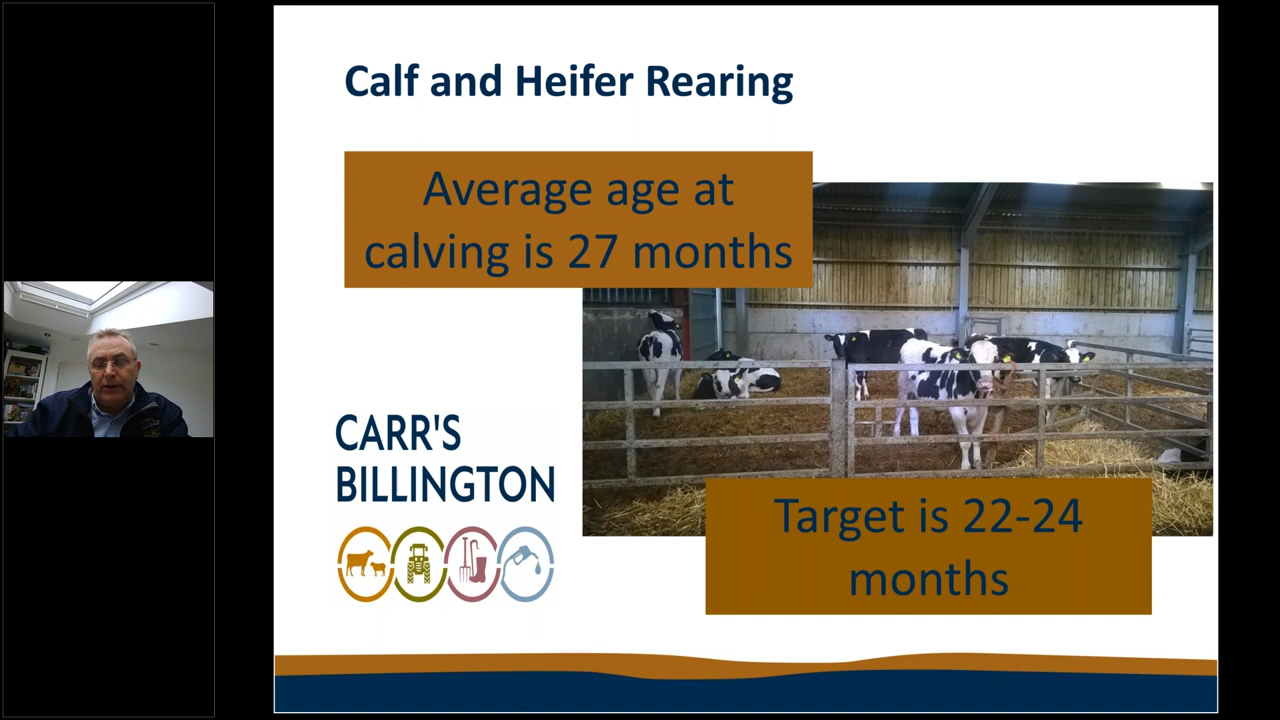 Calf and Heifer Rearing
Average age at
calving is 27 months
CARR'S
BILLINGTON
Target is 22-24
months